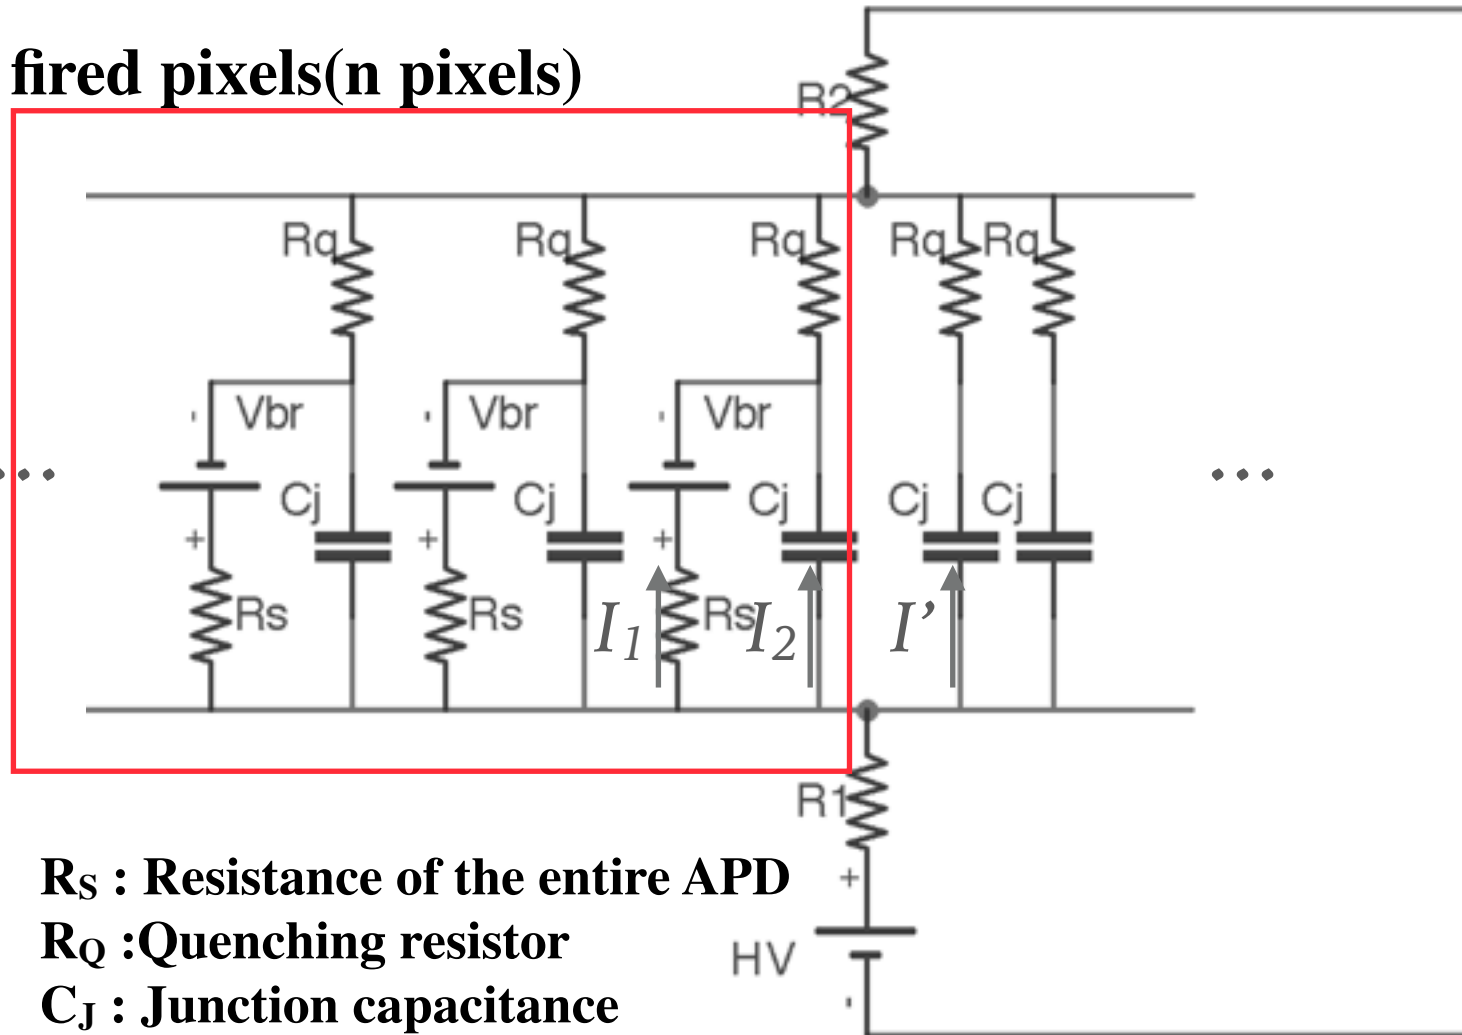 fired pixels(n pixels)
R2
Rq Rq Rq Rq Rq
- Vbr - Vbr - Vbr
... Cj Cj Cj Cj Cj ...
+ + +
Rs Rs I1 Rs I2 I’
R1
RS : Resistance of the entire APD
+
RQ :Quenching resistor
HV
CJ : Junction capacitance
-